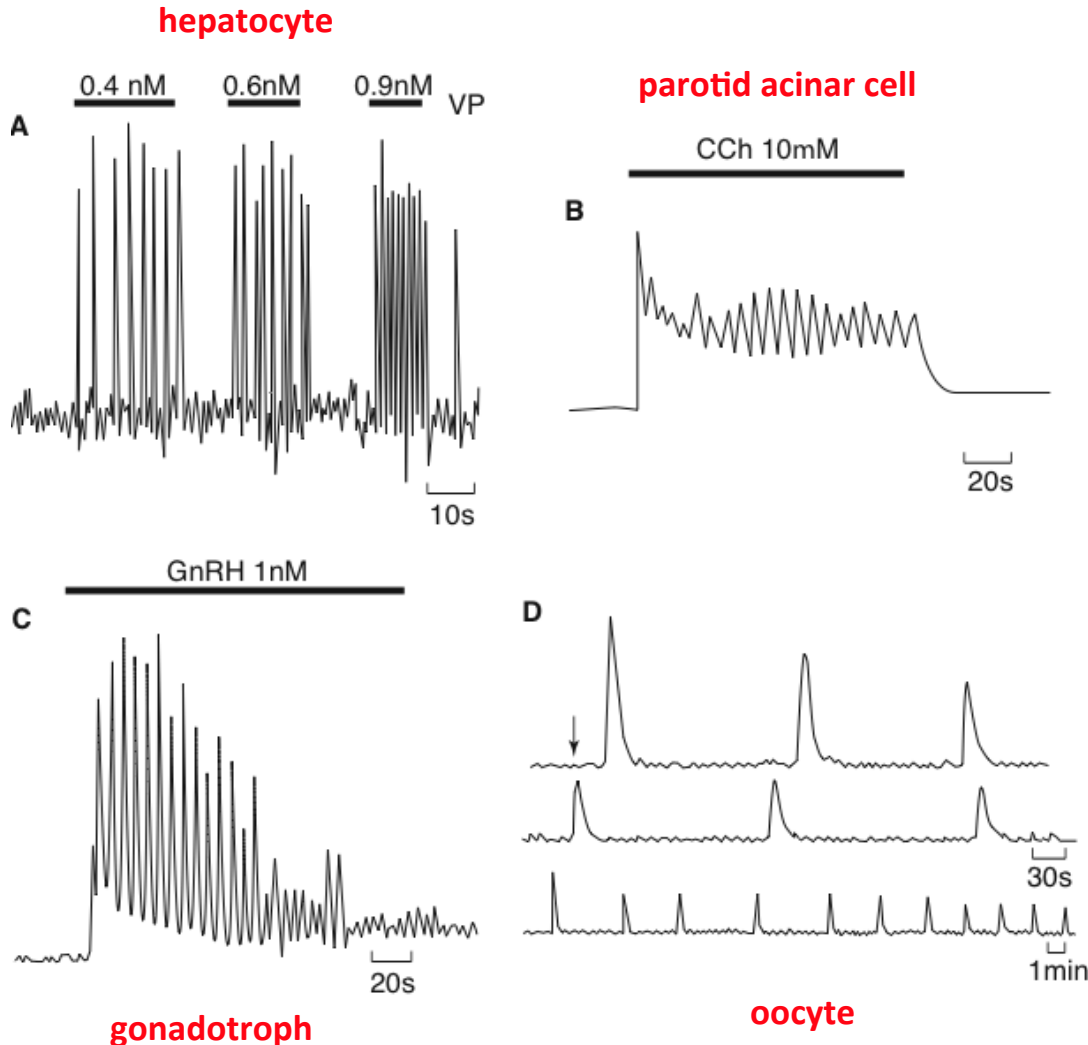 hepatocyte
0.4 nM 0.6nM 0.9nM VP
A
10s
parotid acinar cell
CCh 10mM
B
20s
GnRH 1nM
C
20s
gonadotroph
D
30s
1min
oocyte